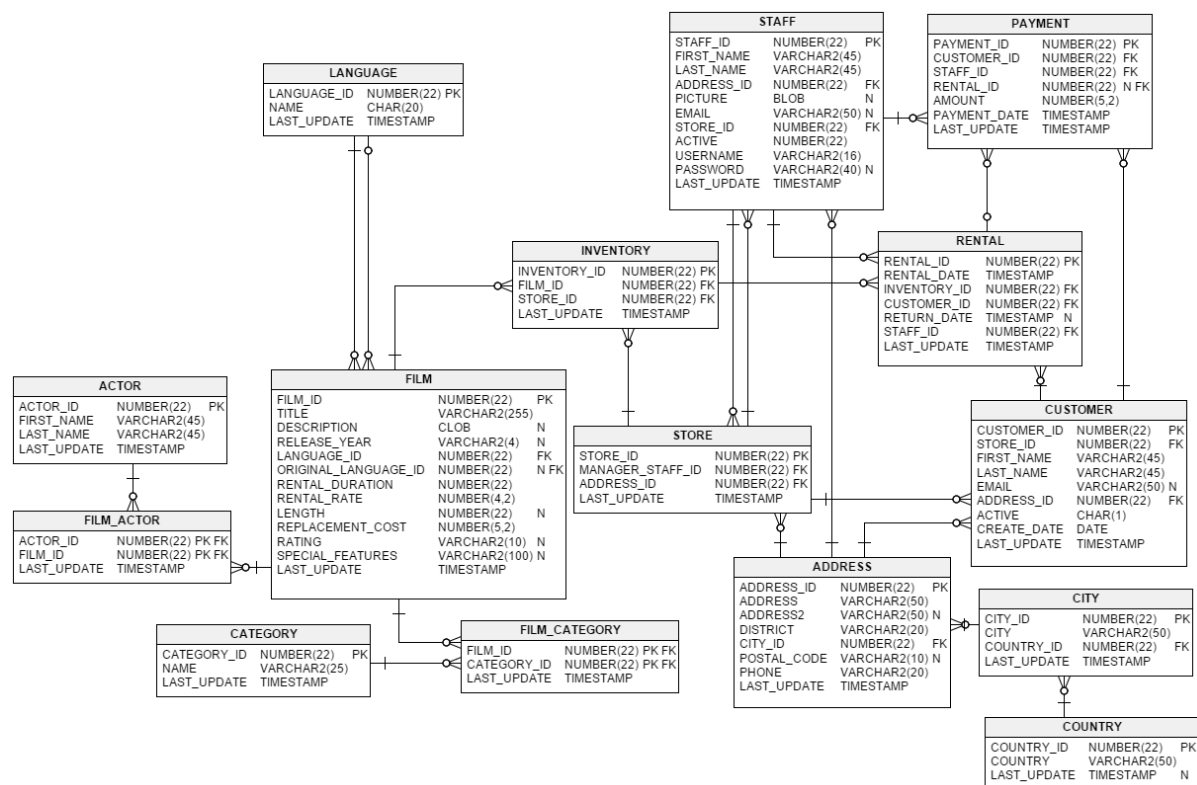 STAFF
STAFF_ID NUMBER(22) PK
FIRST_NAME VARCHAR2(45)
LAST_NAME VARCHAR2(45)
ADDRESS_ID NUMBER(22) FK
PICTURE BLOB N
EMAIL VARCHAR2(50) N
STORE_ID NUMBER(22) FK
ACTIVE NUMBER(22)
USERNAME VARCHAR2(16)
PASSWORD VARCHAR2(40) N
LAST_UPDATE TIMESTAMP
PAYMENT
PAYMENT_ID NUMBER(22) PK
CUSTOMER_ID NUMBER(22) FK
STAFF_ID NUMBER(22) FK
RENTAL_ID NUMBER(22) N FK
AMOUNT NUMBER(5,2)
PAYMENT_DATE TIMESTAMP
LAST_UPDATE TIMESTAMP
LANGUAGE
LANGUAGE_ID NUMBER(22) PK
NAME CHAR(20)
LAST_UPDATE TIMESTAMP
INVENTORY
INVENTORY_ID NUMBER(22) PK
FILM_ID NUMBER(22) FK
STORE_ID NUMBER(22) FK
LAST_UPDATE TIMESTAMP
RENTAL
RENTAL_ID NUMBER(22) PK
RENTAL_DATE TIMESTAMP
INVENTORY_ID NUMBER(22) FK
CUSTOMER_ID NUMBER(22) FK
RETURN_DATE TIMESTAMP N
STAFF_ID NUMBER(22) FK
LAST_UPDATE TIMESTAMP
ACTOR
ACTOR_ID NUMBER(22) PK
FIRST_NAME VARCHAR2(45)
LAST_NAME VARCHAR2(45)
LAST_UPDATE TIMESTAMP
FILM
FILM_ID NUMBER(22) PK
TITLE VARCHAR2(255)
DESCRIPTION CLOB N
RELEASE_YEAR VARCHAR2(4) N
LANGUAGE_ID NUMBER(22) FK
ORIGINAL_LANGUAGE_ID NUMBER(22) N FK
RENTAL_DURATION NUMBER(22)
RENTAL_RATE NUMBER(4,2)
LENGTH NUMBER(22) N
REPLACEMENT_COST NUMBER(5,2)
RATING VARCHAR2(10) N
SPECIAL_FEATURES VARCHAR2(100) N
LAST_UPDATE TIMESTAMP
STORE
STORE_ID NUMBER(22) PK
MANAGER_STAFF_ID NUMBER(22) FK
ADDRESS_ID NUMBER(22) FK
LAST_UPDATE TIMESTAMP
CUSTOMER
CUSTOMER_ID NUMBER(22) PK
STORE_ID NUMBER(22) FK
FIRST_NAME VARCHAR2(45)
LAST_NAME VARCHAR2(45)
EMAIL VARCHAR2(50) N
ADDRESS_ID NUMBER(22) FK
ACTIVE CHAR(1)
CREATE_DATE DATE
LAST_UPDATE TIMESTAMP
FILM_ACTOR
ACTOR_ID NUMBER(22) PK FK
FILM_ID NUMBER(22) PK FK
LAST_UPDATE TIMESTAMP
ADDRESS
ADDRESS_ID NUMBER(22) PK
ADDRESS VARCHAR2(50)
ADDRESS2 VARCHAR2(50) N
DISTRICT VARCHAR2(20)
CITY_ID NUMBER(22) FK
POSTAL_CODE VARCHAR2(10) N
PHONE VARCHAR2(20)
LAST_UPDATE TIMESTAMP
CITY
CITY_ID NUMBER(22) PK
CITY VARCHAR2(50)
COUNTRY_ID NUMBER(22) FK
LAST_UPDATE TIMESTAMP
CATEGORY
CATEGORY_ID NUMBER(22) PK
NAME VARCHAR2(25)
LAST_UPDATE TIMESTAMP
FILM_CATEGORY
FILM_ID NUMBER(22) PK FK
CATEGORY_ID NUMBER(22) PK FK
LAST_UPDATE TIMESTAMP
COUNTRY
COUNTRY_ID NUMBER(22) PK
COUNTRY VARCHAR2(50)
LAST_UPDATE TIMESTAMP N